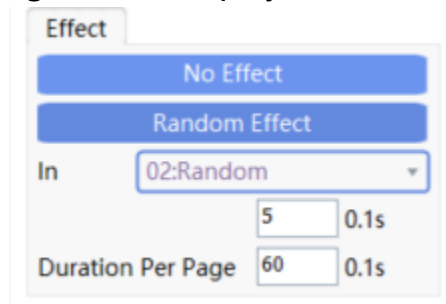 Effect
No Effect
Random Effect
In 02:Random
5 0.1s
Duration Per Page 60 0.1s